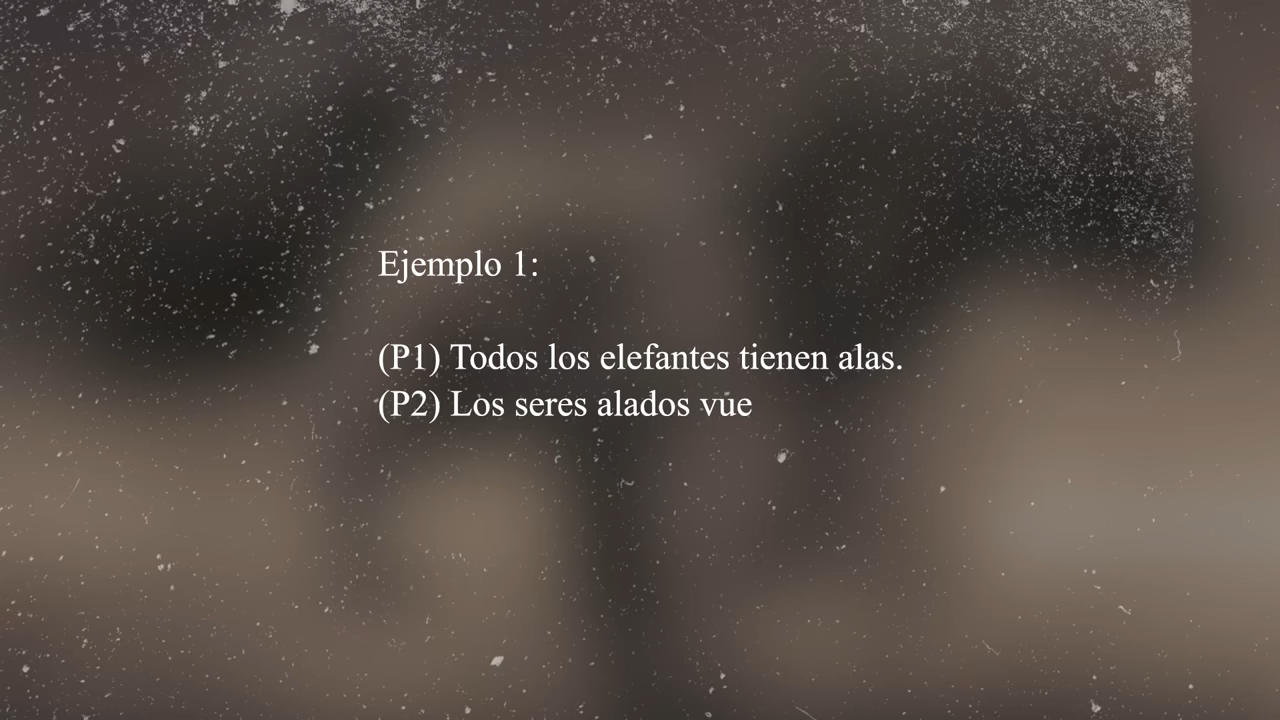 Ejemplo 1:
(P1) Todos los elefantes tienen alas.
(P2) Los seres alados vue